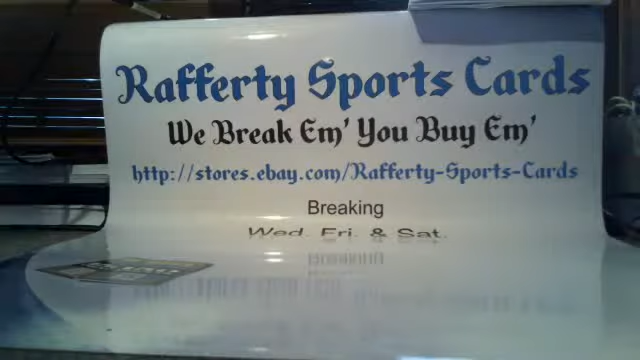 Rafferty Sports Cards
We Break Em' You Buy Em'
http://stores.ebay.com/Rafferty-Sports-Cards
Breaking
Wed. Fri. & Sat.